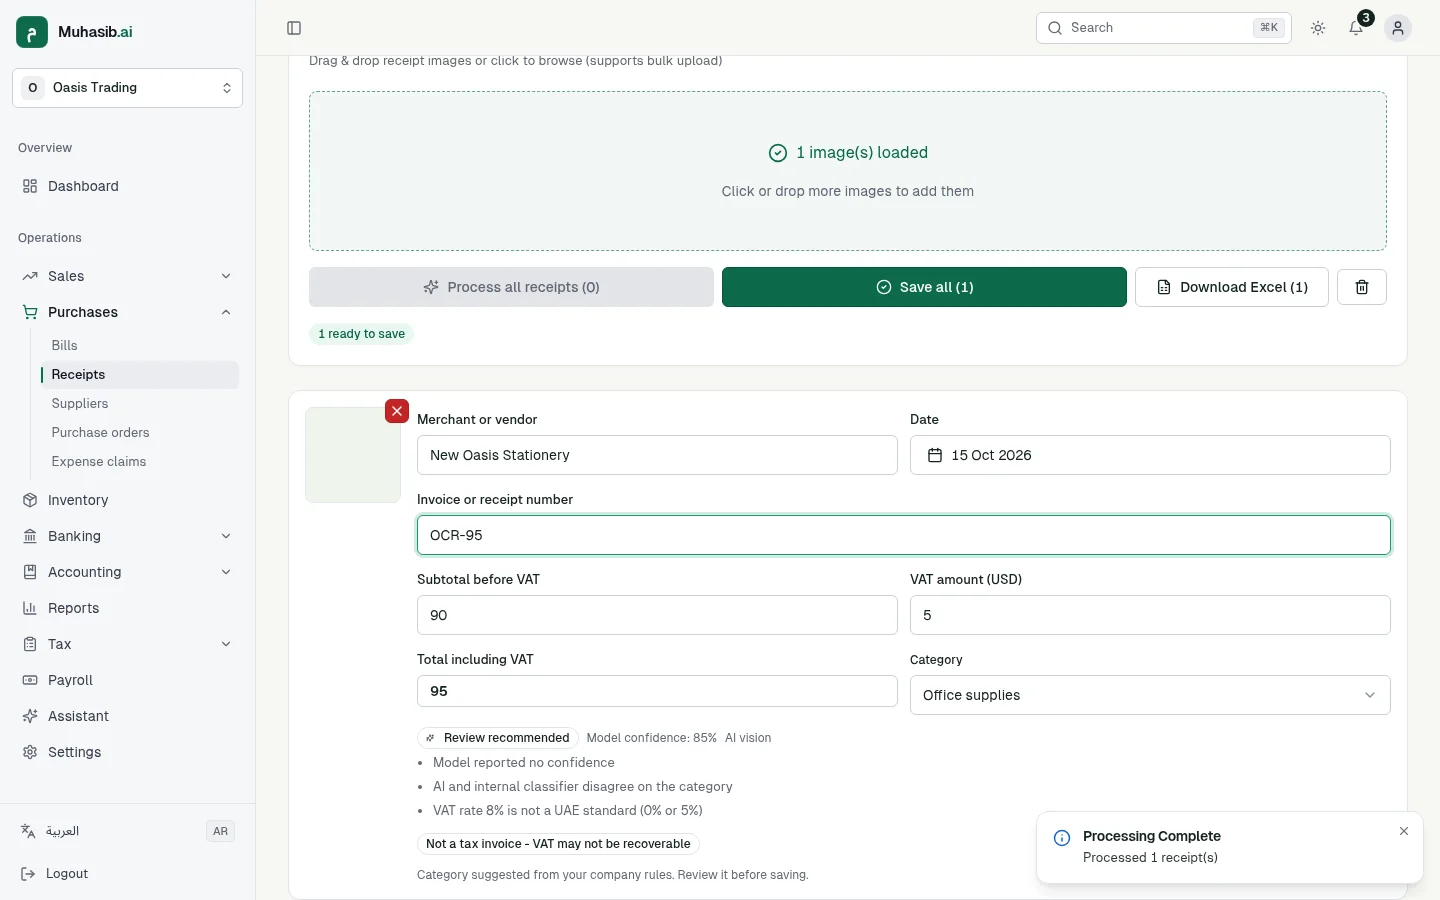 Muhasib.ai
Search
⌘K
3
O
Oasis Trading
Overview
Dashboard
Operations
Sales
Purchases
Bills
Receipts
Suppliers
Purchase orders
Expense claims
Inventory
Banking
Accounting
Reports
Tax
Payroll
Assistant
Settings
العربية
AR
Logout
Drag & drop receipt images or click to browse (supports bulk upload)
1 image(s) loaded
Click or drop more images to add them
Process all receipts (0)
Save all (1)
Download Excel (1)
1 ready to save
Merchant or vendor
New Oasis Stationery
Date
15 Oct 2026
Invoice or receipt number
OCR-95
Subtotal before VAT
90
VAT amount (USD)
5
Total including VAT
95
Category
Office supplies
Review recommended
Model confidence: 85%
AI vision
• Model reported no confidence
• AI and internal classifier disagree on the category
• VAT rate 8% is not a UAE standard (0% or 5%)
Not a tax invoice - VAT may not be recoverable
Category suggested from your company rules. Review it before saving.
Processing Complete
Processed 1 receipt(s)